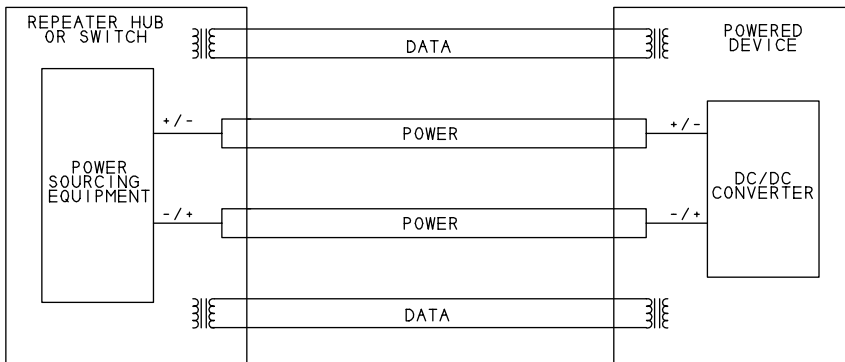 REPEATER HUB
OR SWITCH
DATA
POWERED
DEVICE
+/-
POWER
+/-
POWER
SOURCING
EQUIPMENT
DC/DC
CONVERTER
-/+
POWER
-/+
DATA